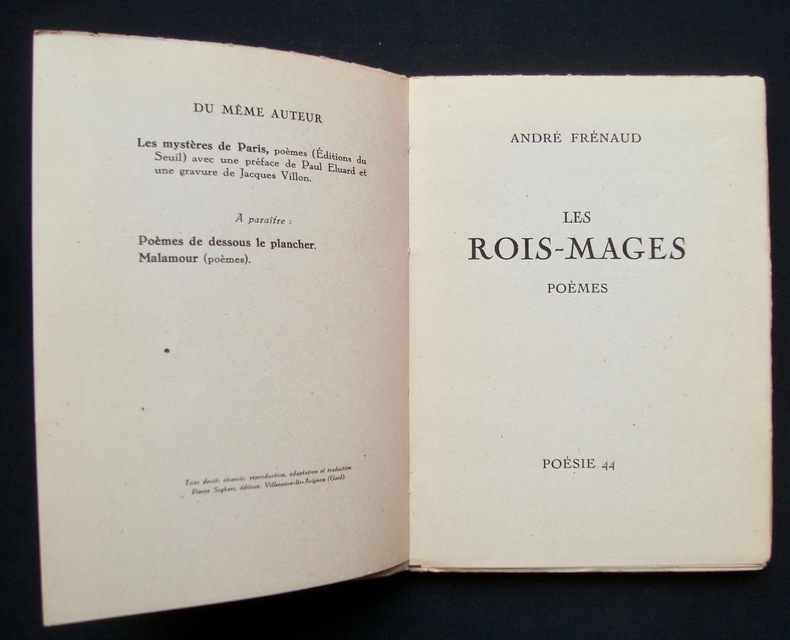 DU MÊME AUTEUR
Les mystères de Paris, poèmes (Éditions du
Seuil) avec une préface de Paul Eluard et
une gravure de Jacques Villon.
A paraître :
Poèmes de dessous le plancher.
Malamour (poèmes).
Tous droits réservés, reproduction, adaptation et traduction
Pierre Seghers, éditeur, Villeneuve-lès-Avignon (Gard).
ANDRÉ FRÉNAUD
LES
ROIS-MAGES
POÈMES
POÉSIE 44